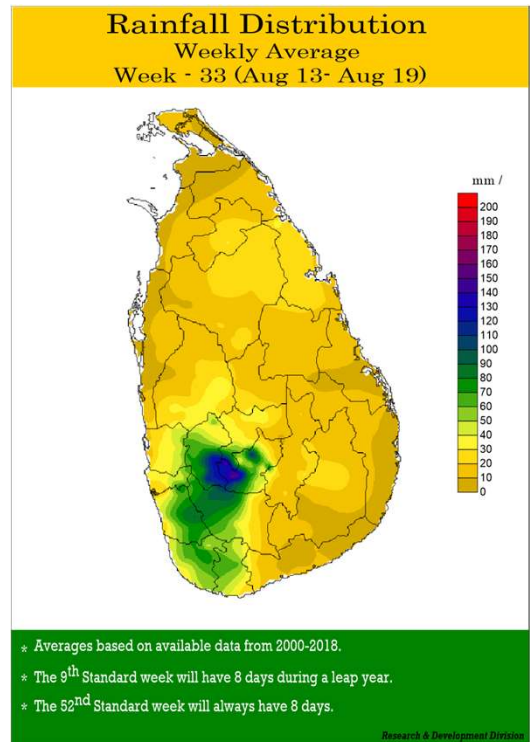 Rainfall Distribution
Weekly Average
Week - 33 (Aug 13- Aug 19)
mm /
200
190
180
170
160
150
140
130
120
110
100
90
80
70
60
50
40
30
20
10
0
* Averages based on available data from 2000-2018.
* The 9th Standard week will have 8 days during a leap year.
* The 52nd Standard week will always have 8 days.
Research & Development Division